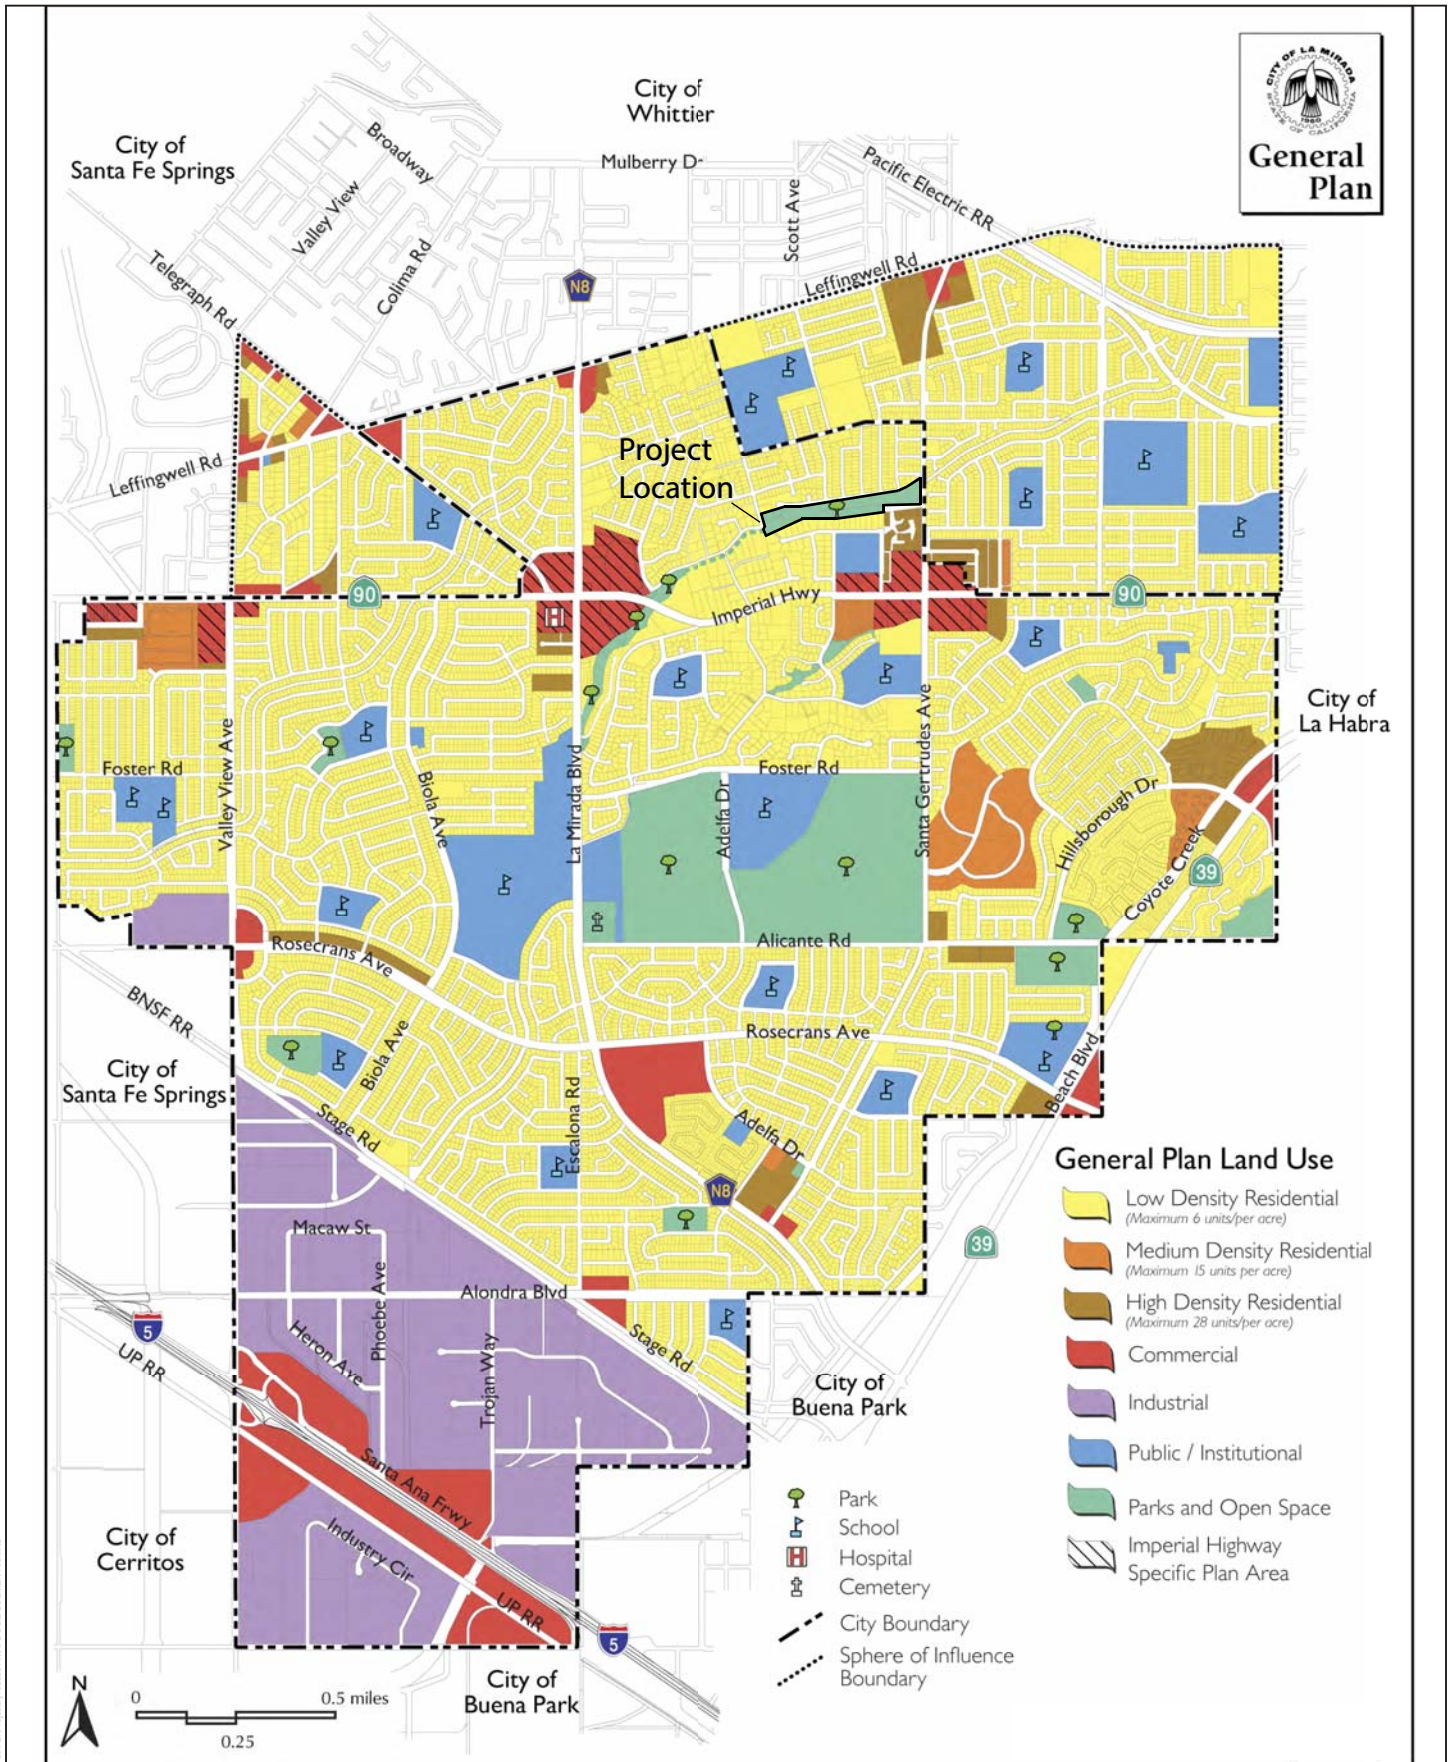 CITY OF LA MIRADA
STATE OF CALIFORNIA
1960
General
Plan
City of
Whittier
City of
Santa Fe Springs
Broadway
Mulberry Dr
Pacific Electric RR
Valley View
Scott Ave
Colima Rd
Telegraph Rd
N8
Leffingwell Rd
Leffingwell Rd
Project
Location
90
Imperial Hwy
90
H
City of
La Habra
Foster Rd
Valley View Ave
Biola Ave
La Mirada Blvd
Foster Rd
Adelfa Dr
Santa Gertrudes Ave
Hillsborough Dr
Coyote Creek
39
Rosecrans Ave
Alicante Rd
BNSF RR
Rosecrans Ave
Biola Ave
City of
Santa Fe Springs
Beach Blvd
Escalona Rd
Stage Rd
Adelfa Dr
N8
General Plan Land Use
Low Density Residential
(Maximum 6 units/per acre)
Medium Density Residential
(Maximum 15 units per acre)
High Density Residential
(Maximum 28 units/per acre)
Commercial
Industrial
Public / Institutional
Parks and Open Space
Imperial Highway
Specific Plan Area
39
Macaw St
Phoebe Ave
Alondra Blvd
5
UP RR
Heron Ave
Trojan Way
Stage Rd
City of
Buena Park
Santa Ana Frwy
Industry Cir
City of
Cerritos
UP RR
5
Park
School
H
Hospital
Cemetery
City Boundary
Sphere of Influence
Boundary
City of
Buena Park
N
0
0.5 miles
0.25